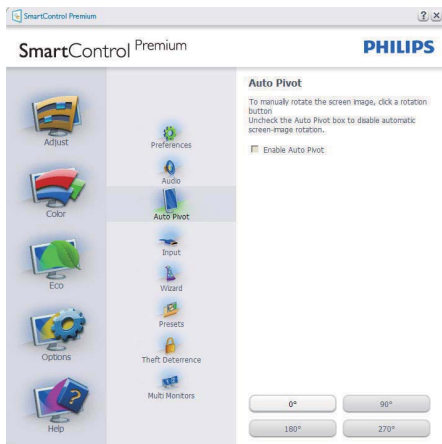 SmartControl Premium
? x
SmartControl Premium
PHILIPS
Adjust
Color
Eco
Options
Help
Preferences
Audio
Auto Pivot
Input
Wizard
Presets
Theft Deterrence
Multi Monitors
Auto Pivot
To manually rotate the screen image, click a rotation
button
Uncheck the Auto Pivot box to disable automatic
screen-image rotation.
Enable Auto Pivot
0°
90°
180°
270°